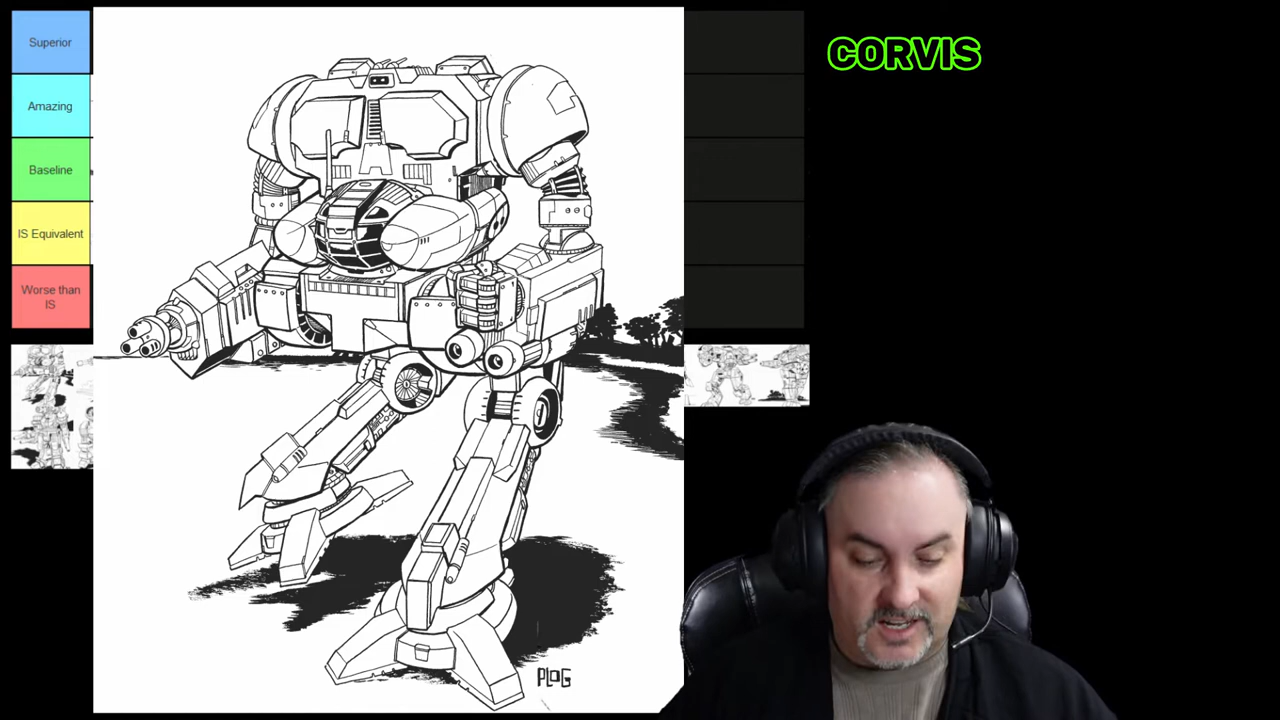 Superior
Amazing
Baseline
IS Equivalent
Worse than
IS
CORVIS
PLOG